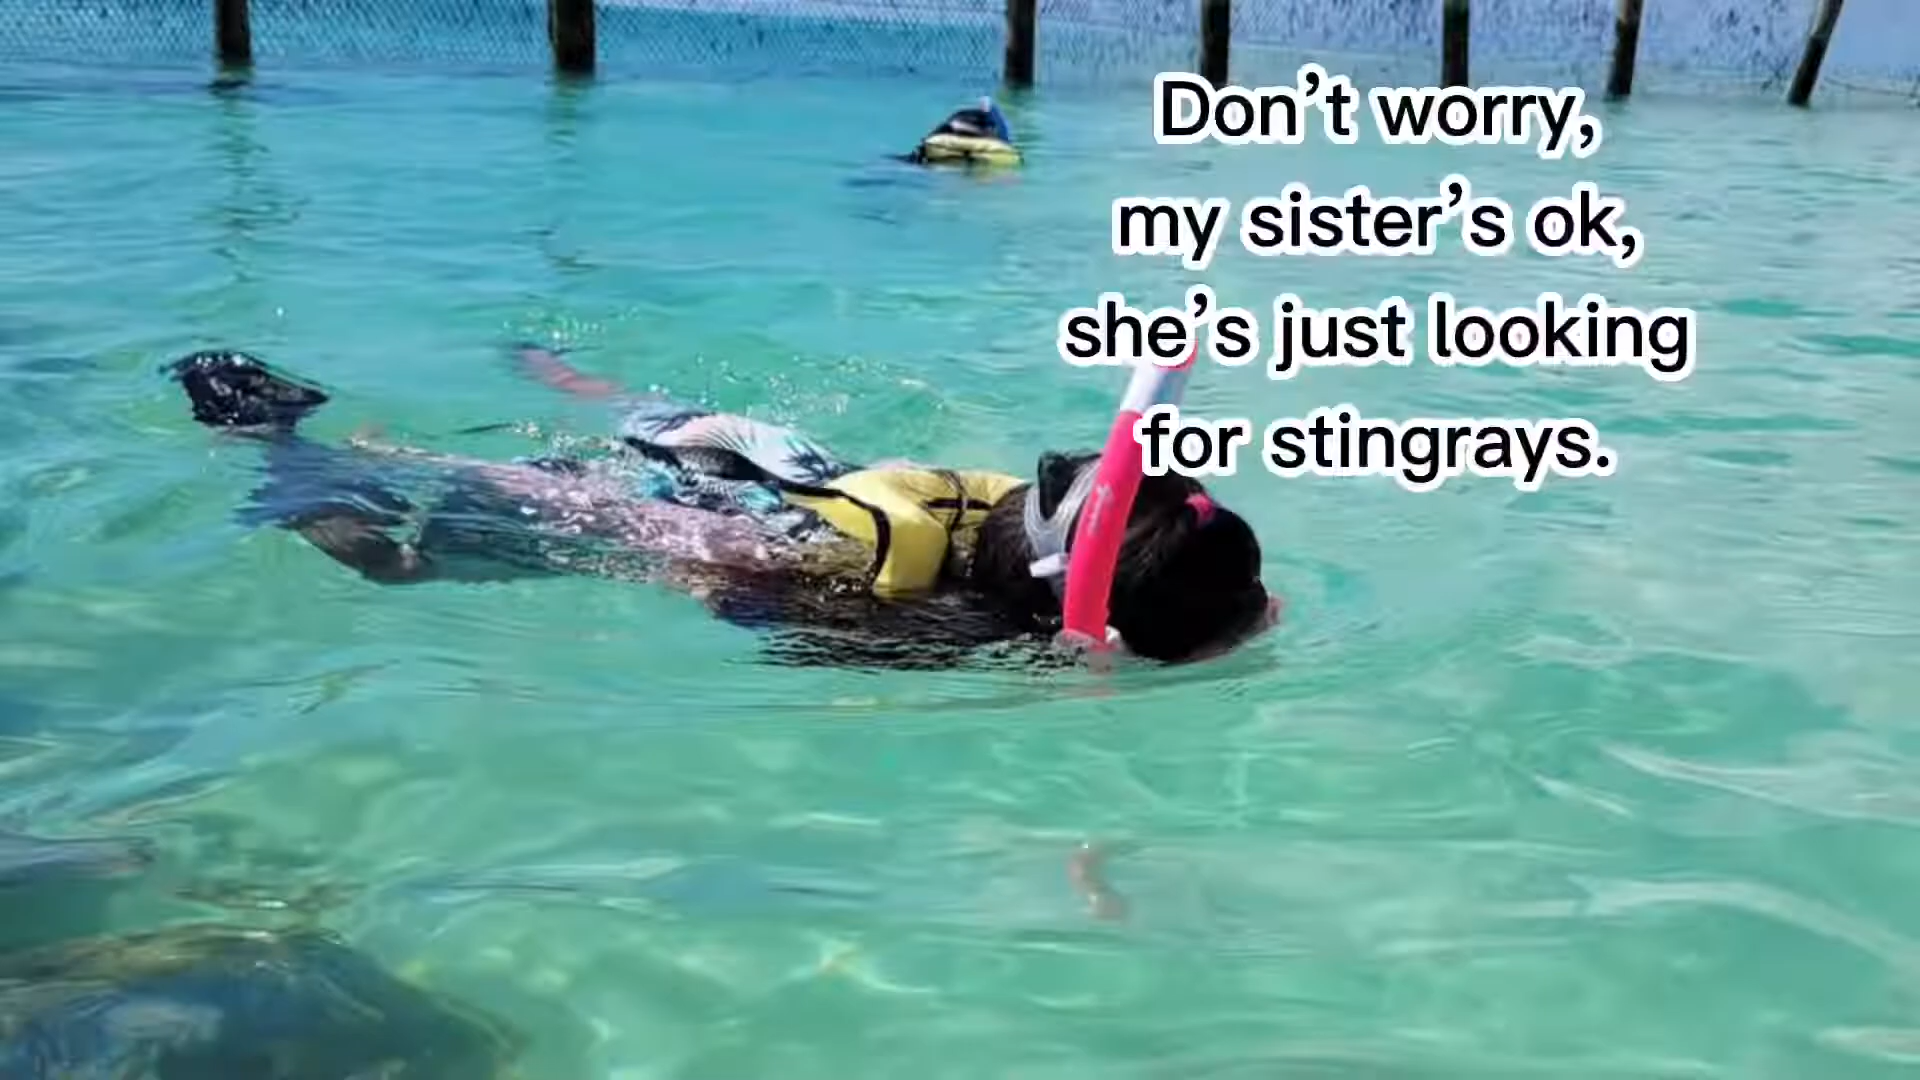 Don’t worry,
my sister’s ok,
she’s just looking
for stingrays.